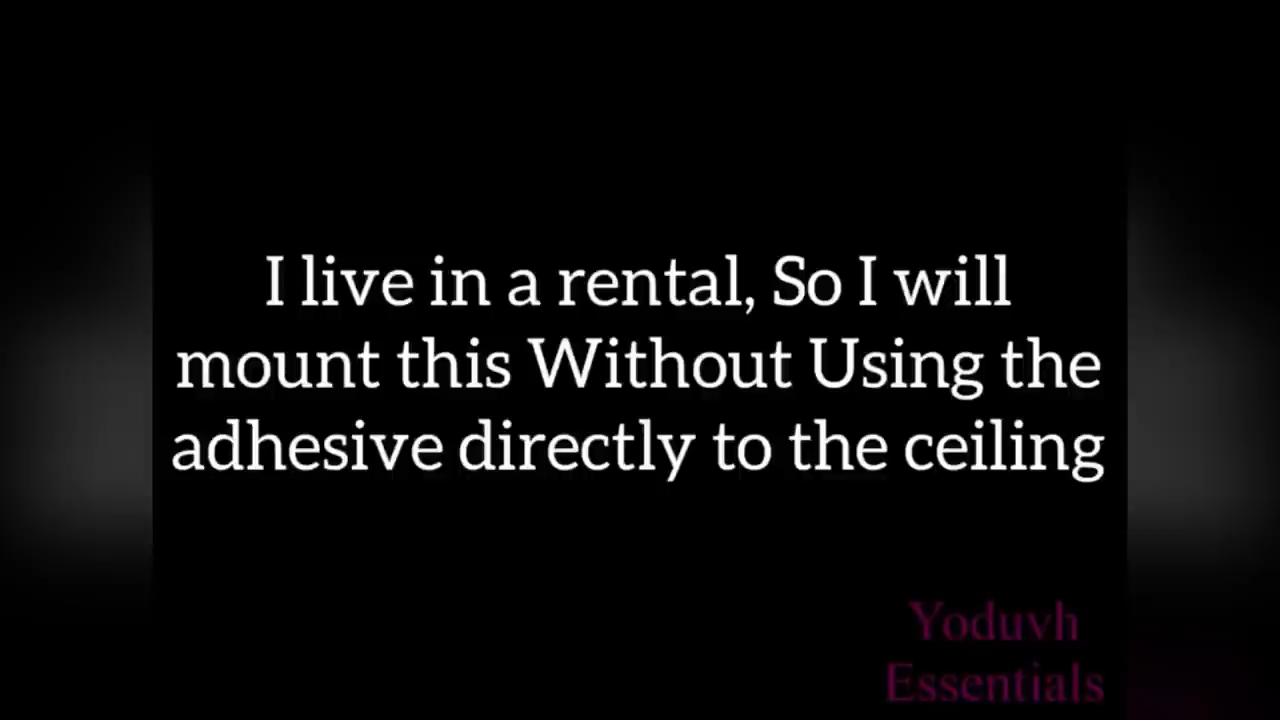 I live in a rental, So I will
mount this Without Using the
adhesive directly to the ceiling
Yoduvh
Essentials